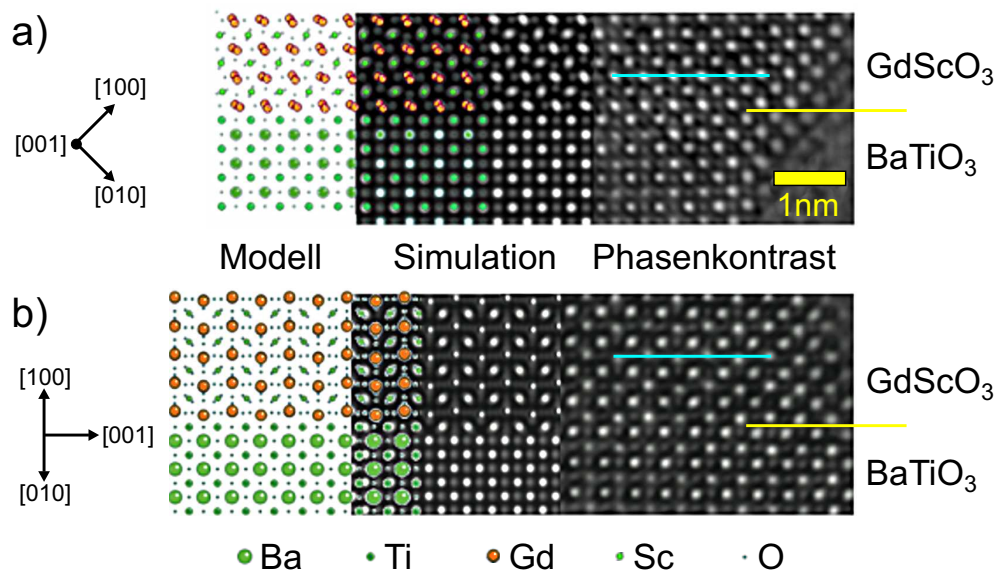 a)
[100]
[001]
[010]
GdScO₃
BaTiO₃
1nm
Modell Simulation Phasenkontrast
b)
[100]
[001]
[010]
GdScO₃
BaTiO₃
Ba Ti Gd Sc O